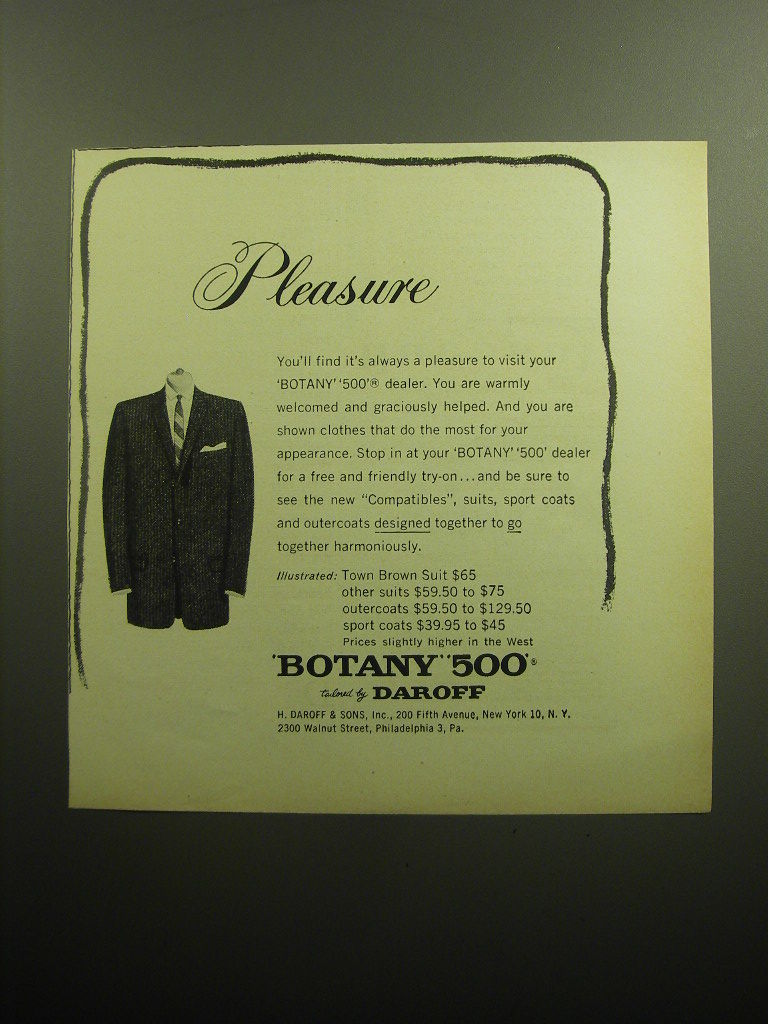 Pleasure
You'll find it's always a pleasure to visit your
'BOTANY' '500'® dealer. You are warmly
welcomed and graciously helped. And you are
shown clothes that do the most for your
appearance. Stop in at your 'BOTANY' '500' dealer
for a free and friendly try-on...and be sure to
see the new "Compatibles", suits, sport coats
and outercoats designed together to go
together harmoniously.
Illustrated: Town Brown Suit $65
other suits $59.50 to $75
outercoats $59.50 to $129.50
sport coats $39.95 to $45
Prices slightly higher in the West
'BOTANY' '500'®
tailored by DAROFF
H. DAROFF & SONS, Inc., 200 Fifth Avenue, New York 10, N. Y.
2300 Walnut Street, Philadelphia 3, Pa.